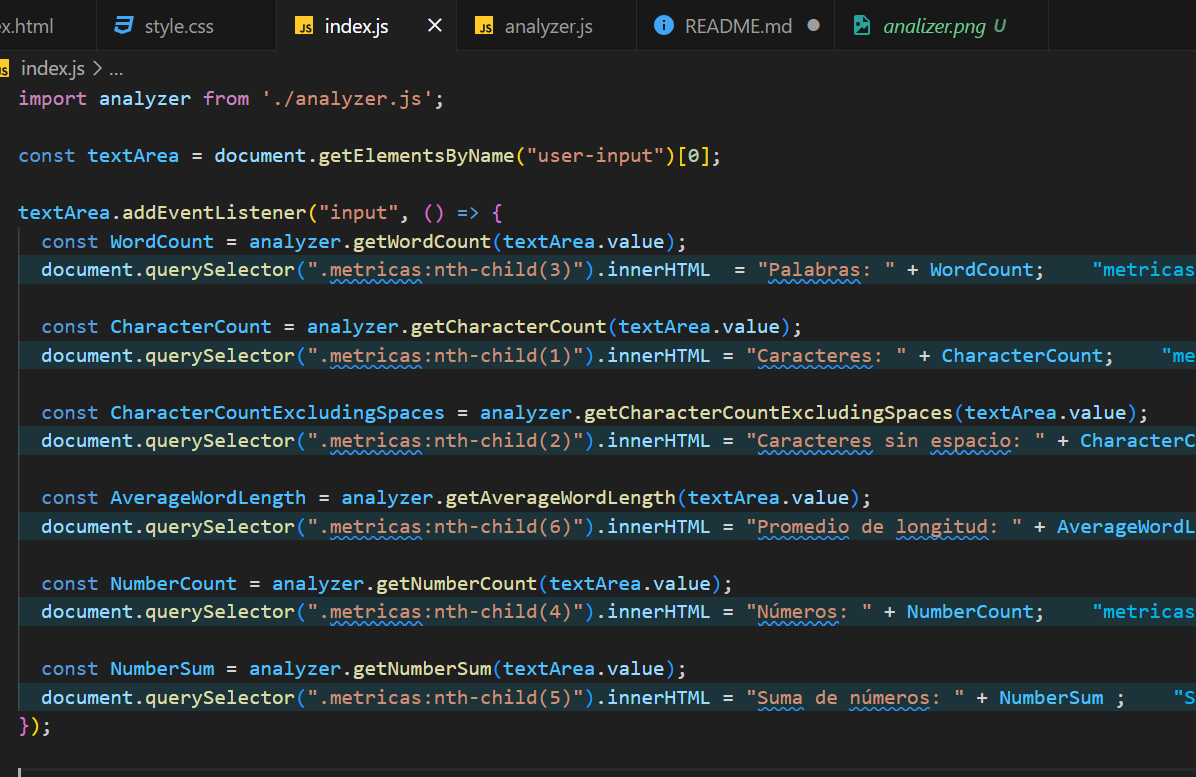 x.html style.css JS index.js JS analyzer.js README.md analizer.png U
JS index.js > ...
import analyzer from './analyzer.js';
const textArea = document.getElementsByName("user-input")[0];
textArea.addEventListener("input", () => {
const WordCount = analyzer.getWordCount(textArea.value);
document.querySelector(".metricas:nth-child(3)").innerHTML  = "Palabras: " + WordCount; "metricas
const CharacterCount = analyzer.getCharacterCount(textArea.value);
document.querySelector(".metricas:nth-child(1)").innerHTML = "Caracteres: " + CharacterCount; "me
const CharacterCountExcludingSpaces = analyzer.getCharacterCountExcludingSpaces(textArea.value);
document.querySelector(".metricas:nth-child(2)").innerHTML = "Caracteres sin espacio: " + CharacterC
const AverageWordLength = analyzer.getAverageWordLength(textArea.value);
document.querySelector(".metricas:nth-child(6)").innerHTML = "Promedio de longitud: " + AverageWordL
const NumberCount = analyzer.getNumberCount(textArea.value);
document.querySelector(".metricas:nth-child(4)").innerHTML = "Números: " + NumberCount; "metricas
const NumberSum = analyzer.getNumberSum(textArea.value);
document.querySelector(".metricas:nth-child(5)").innerHTML = "Suma de números: " + NumberSum ; "S
});